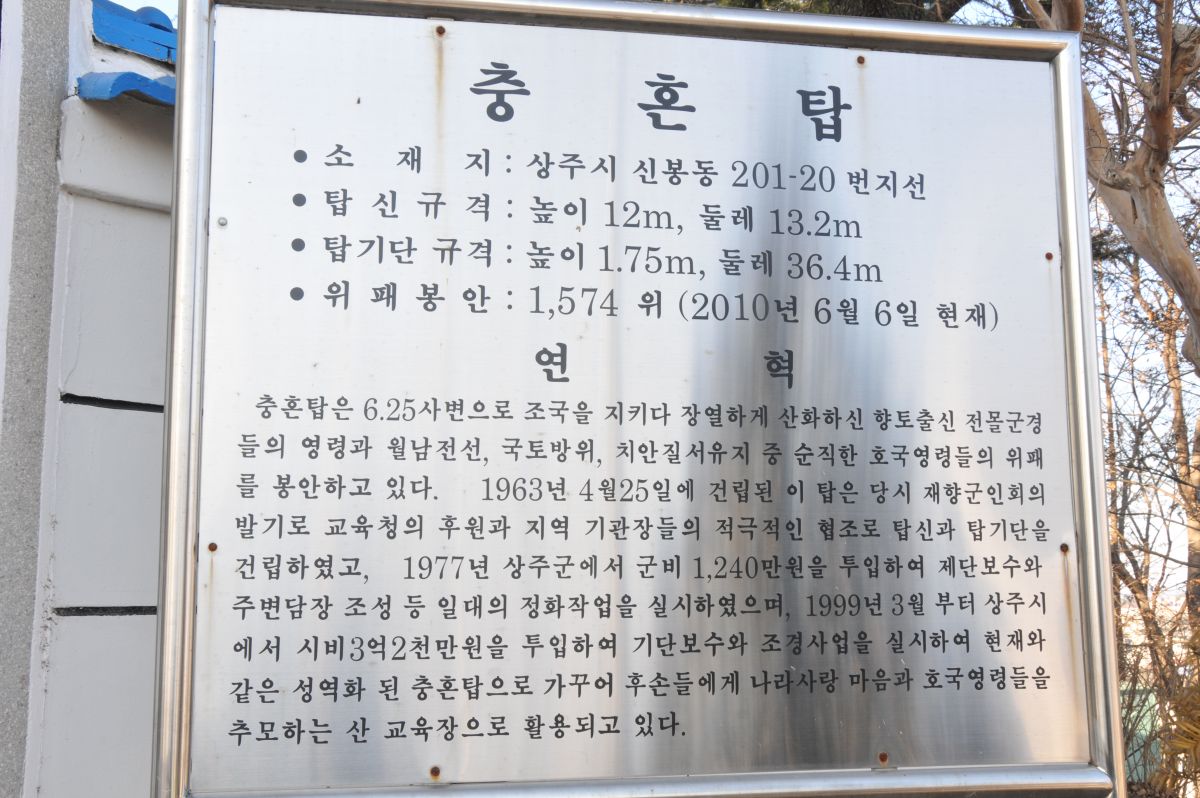 충 혼 탑
• 소 재 지 : 상주시 신봉동 201-20 번지선
• 탑 신 규 격 : 높이 12m, 둘레 13.2m
• 탑기단 규격 : 높이 1.75m, 둘레 36.4m
• 위 패 봉 안 : 1,574 위 (2010년 6월 6일 현재)
연 혁
충혼탑은 6.25사변으로 조국을 지키다 장열하게 산화하신 향토출신 전몰군경
들의 영령과 월남전선, 국토방위, 치안질서유지 중 순직한 호국영령들의 위패
를 봉안하고 있다. 1963년 4월25일에 건립된 이 탑은 당시 재향군인회의
발기로 교육청의 후원과 지역 기관장들의 적극적인 협조로 탑신과 탑기단을
건립하였고, 1977년 상주군에서 군비 1,240만원을 투입하여 제단보수와
주변담장 조성 등 일대의 정화작업을 실시하였으며, 1999년 3월 부터 상주시
에서 시비3억2천만원을 투입하여 기단보수와 조경사업을 실시하여 현재와
같은 성역화 된 충혼탑으로 가꾸어 후손들에게 나라사랑 마음과 호국영령들을
추모하는 산 교육장으로 활용되고 있다.